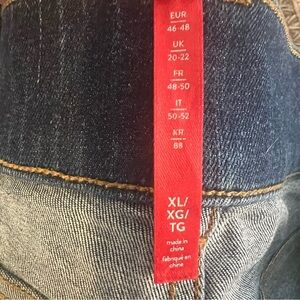 EUR
46-48
UK
20-22
FR
48-50
IT
50-52
KR
88
XL/
XG/
TG
made in
china
fabriqué en
chine